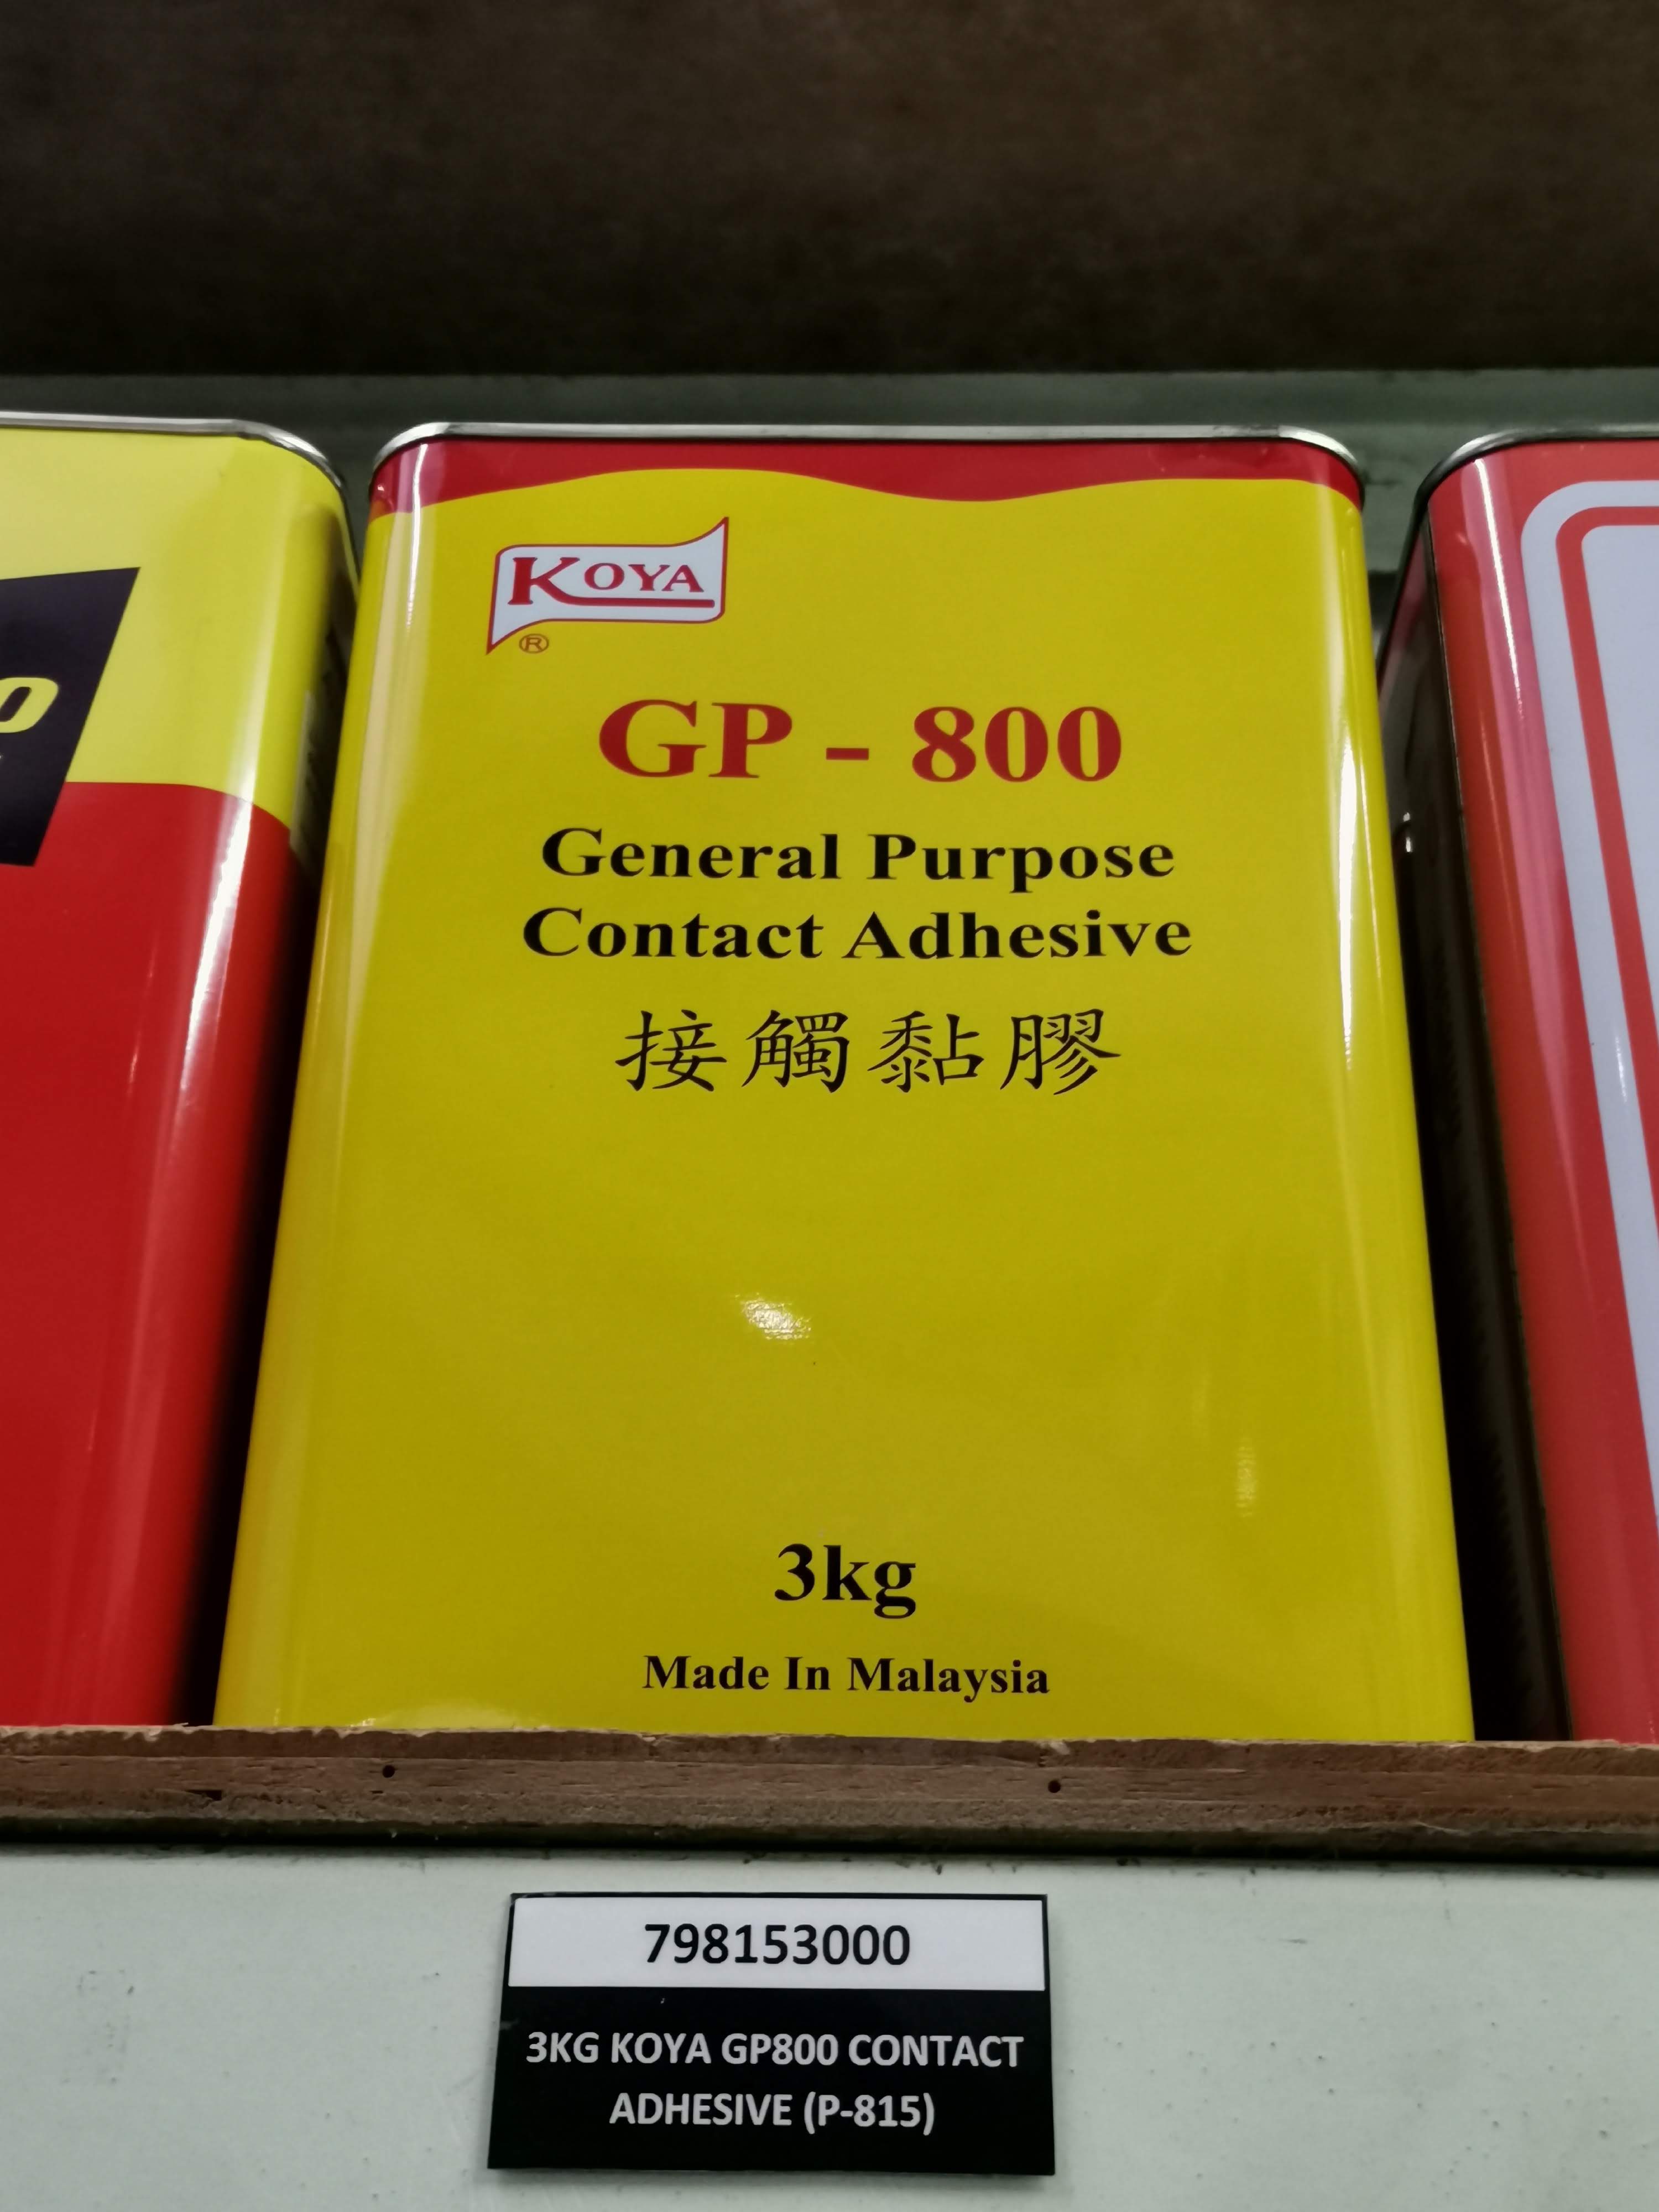 KOYA
®
GP - 800
General Purpose
Contact Adhesive
接觸黏膠
3kg
Made In Malaysia
798153000
3KG KOYA GP800 CONTACT
ADHESIVE (P-815)